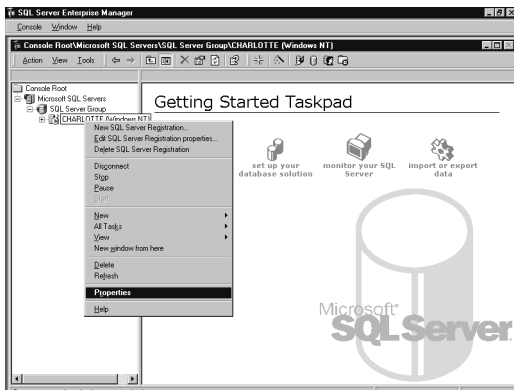 SQL Server Enterprise Manager
Console Window Help
Console Root\Microsoft SQL Servers\SQL Server Group\CHARLOTTE (Windows NT)
Action View Tools
Console Root
Microsoft SQL Servers
SQL Server Group
CHARLOTTE (Windows NT)
Getting Started Taskpad
New SQL Server Registration...
Edit SQL Server Registration properties...
Delete SQL Server Registration
Disconnect
Stop
Pause
Start
New
All Tasks
View
New window from here
Delete
Refresh
Properties
Help
set up your
database solution
monitor your SQL
Server
import or export
data
Microsoft
SQL Server